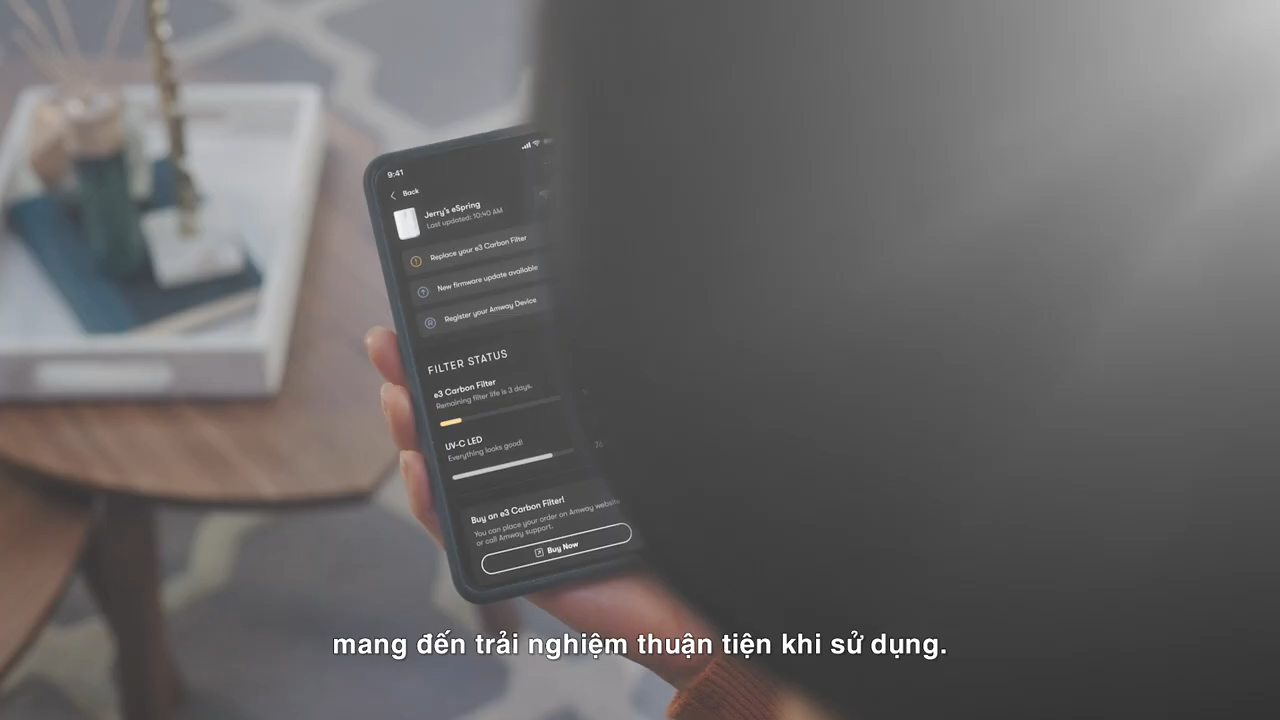 9:41
Back
Jerry's eSpring
Last updated: 10:40 AM
Replace your e3 Carbon Filter
New firmware update available
Register your Amway Device
FILTER STATUS
e3 Carbon Filter
Remaining filter life is 3 days.
UV-C LED
Everything looks good!
Buy an e3 Carbon Filter!
You can place your order on Amway website
or call Amway support.
Buy Now
mang đến trải nghiệm thuận tiện khi sử dụng.